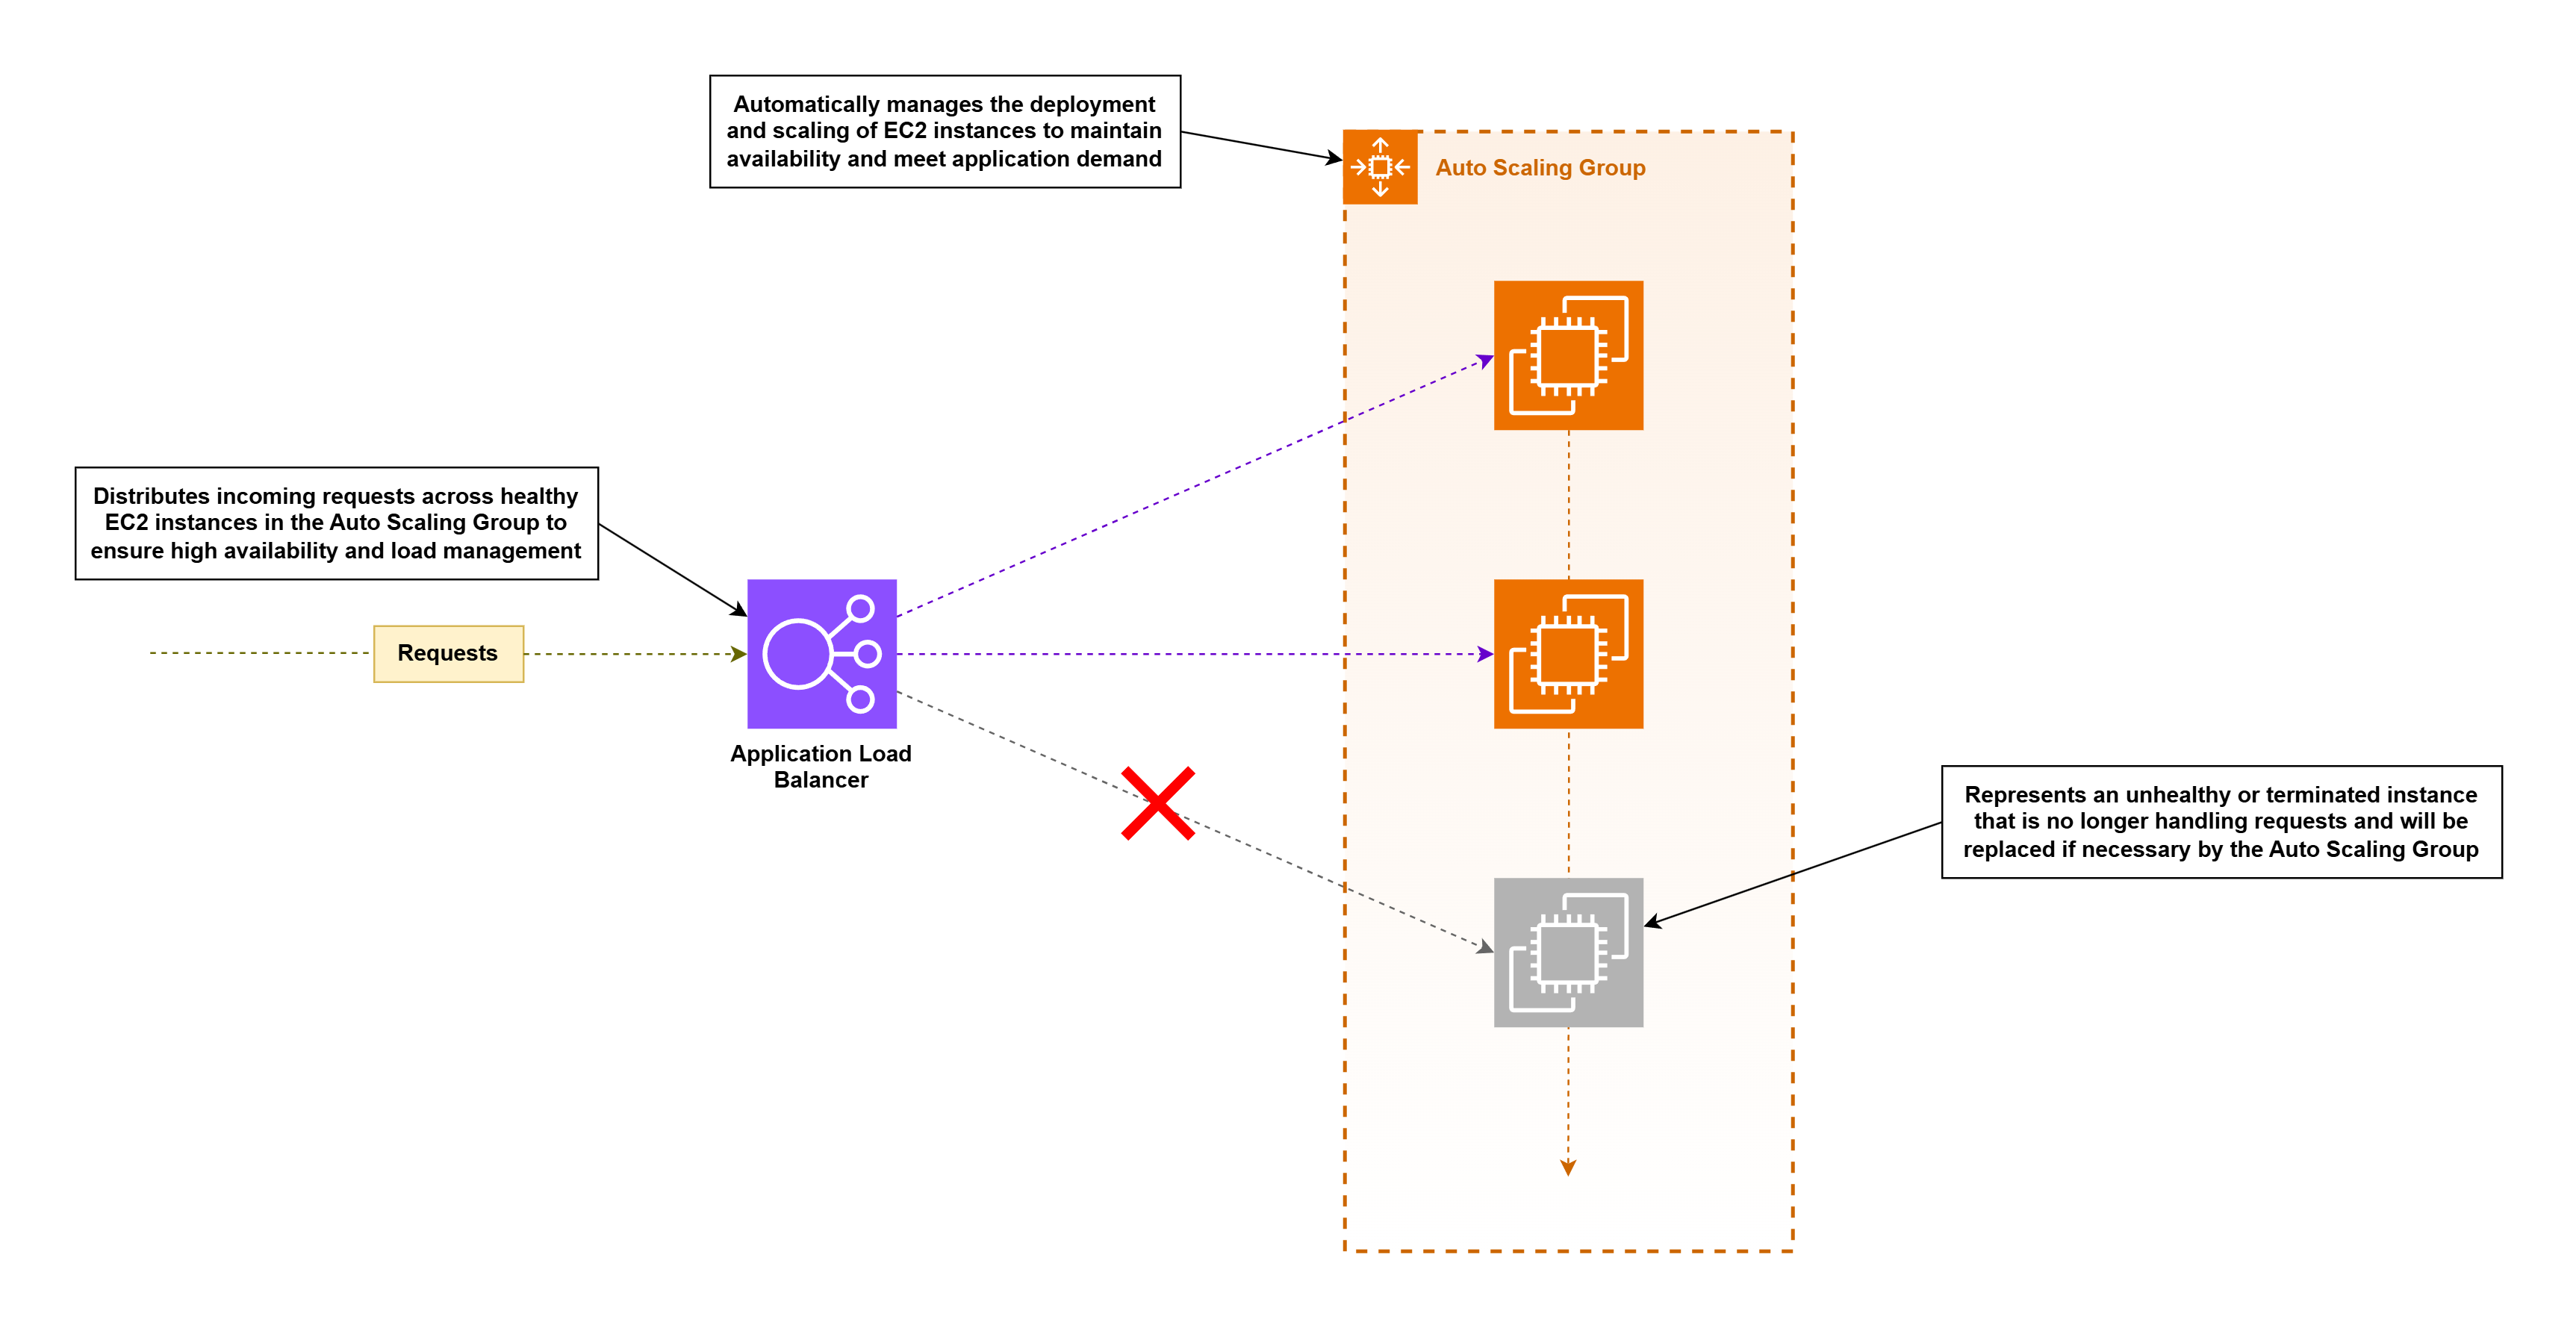 Automatically manages the deployment
and scaling of EC2 instances to maintain
availability and meet application demand
Auto Scaling Group
Distributes incoming requests across healthy
EC2 instances in the Auto Scaling Group to
ensure high availability and load management
Requests
Application Load
Balancer
Represents an unhealthy or terminated instance
that is no longer handling requests and will be
replaced if necessary by the Auto Scaling Group